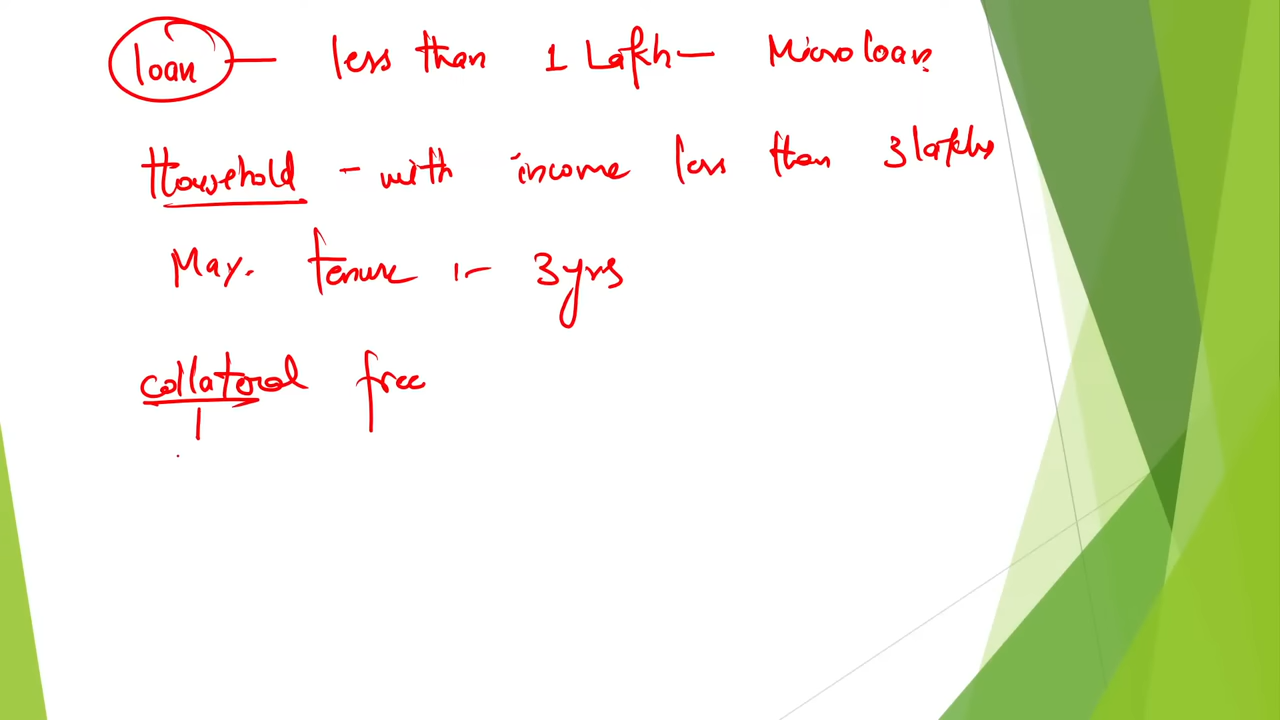 loan — less than 1 Lakh — Microloan
Household - with income less than 3 lakhs
Max. tenure :- 3 yrs
collateral free